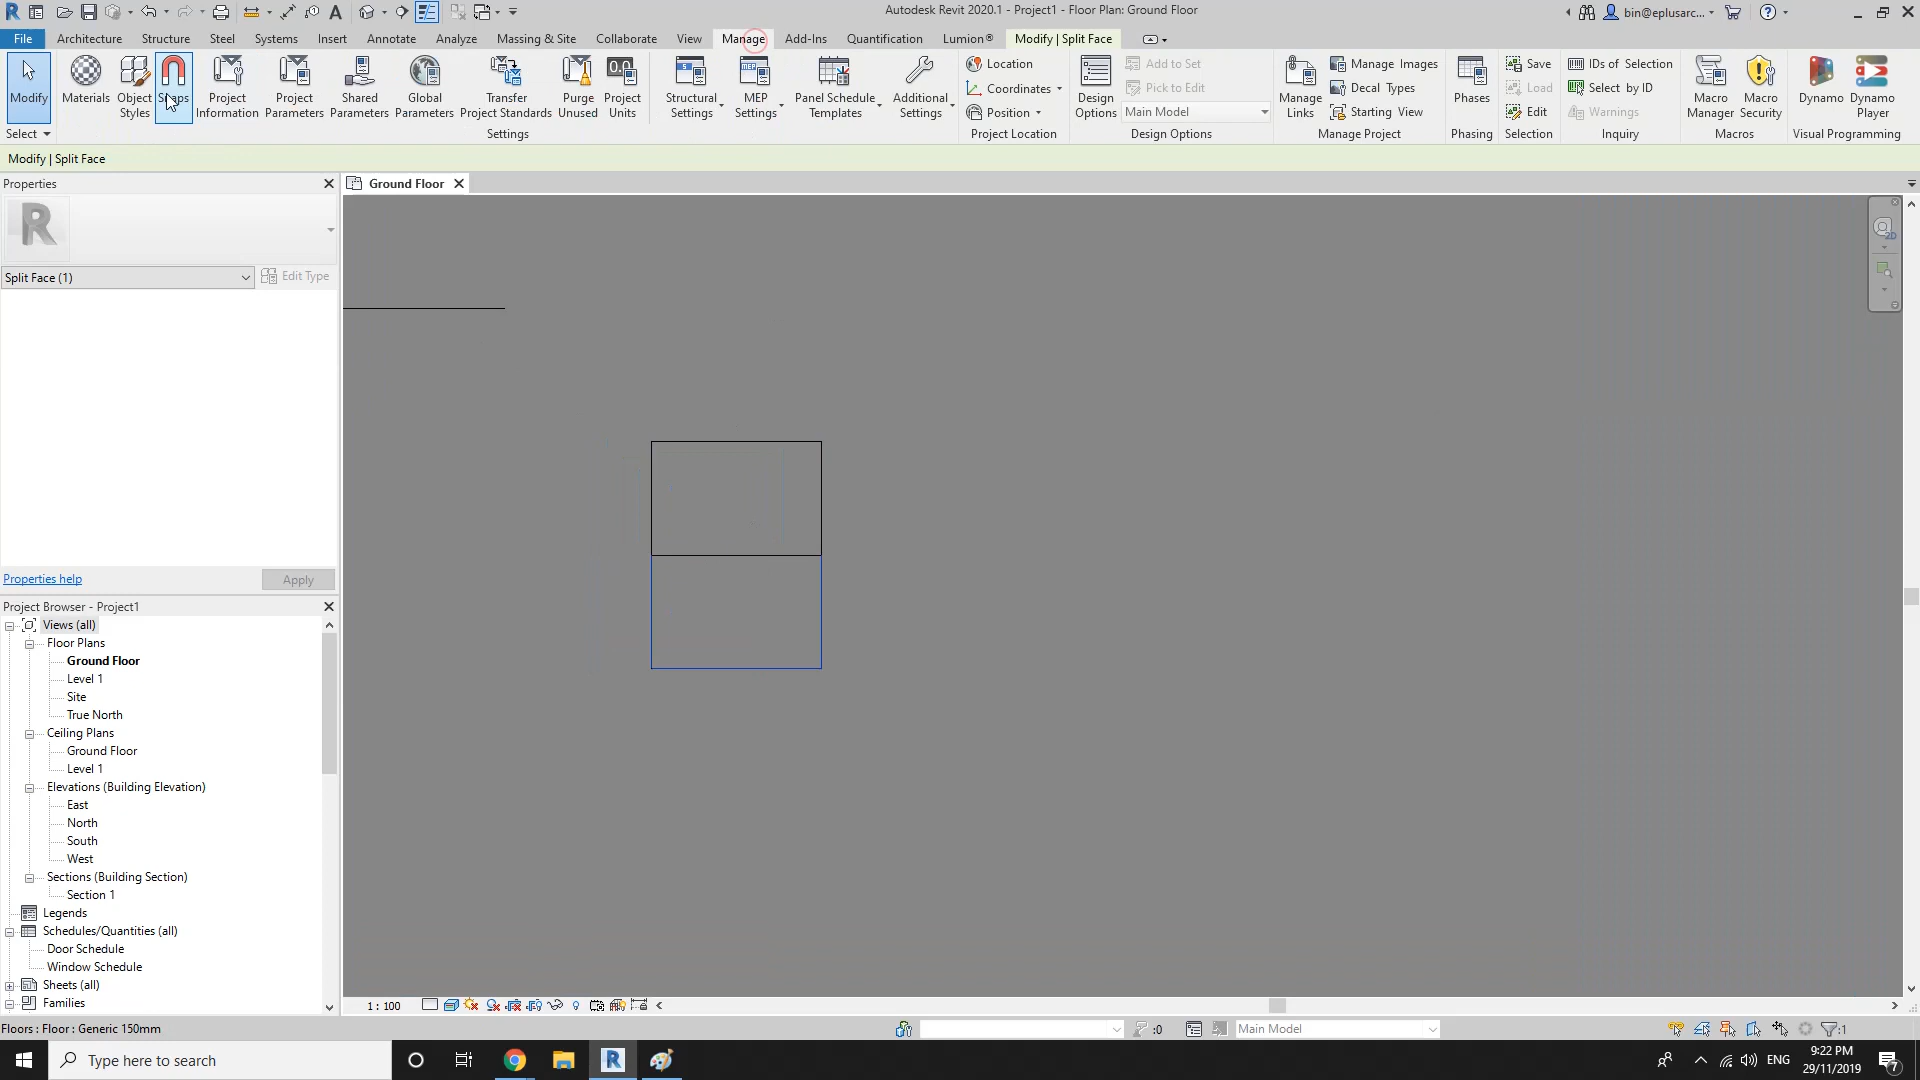 Autodesk Revit 2020.1 - Project1 - Floor Plan: Ground Floor
bin@eplusarc...
File Architecture Structure Steel Systems Insert Annotate Analyze Massing & Site Collaborate View Manage Add-Ins Quantification Lumion® Modify | Split Face
Modify
Materials
Object Styles
Snaps
Project Information
Project Parameters
Shared Parameters
Global Parameters
Transfer Project Standards
Purge Unused
Project Units
Structural Settings
MEP Settings
Panel Schedule Templates
Additional Settings
Location
Coordinates
Position
Design Options
Add to Set
Pick to Edit
Main Model
Manage Links
Manage Images
Decal Types
Starting View
Phases
Save
Load
Edit
IDs of Selection
Select by ID
Warnings
Macro Manager
Macro Security
Dynamo
Dynamo Player
Select
Settings
Project Location
Design Options
Manage Project
Phasing
Selection
Inquiry
Macros
Visual Programming
Modify | Split Face
Properties
Ground Floor
R
Split Face (1)
Edit Type
Properties help
Apply
Project Browser - Project1
Views (all)
Floor Plans
Ground Floor
Level 1
Site
True North
Ceiling Plans
Ground Floor
Level 1
Elevations (Building Elevation)
East
North
South
West
Sections (Building Section)
Section 1
Legends
Schedules/Quantities (all)
Door Schedule
Window Schedule
Sheets (all)
Families
1 : 100
Floors : Floor : Generic 150mm
:0
Main Model
:1
Type here to search
ENG
9:22 PM
29/11/2019
7